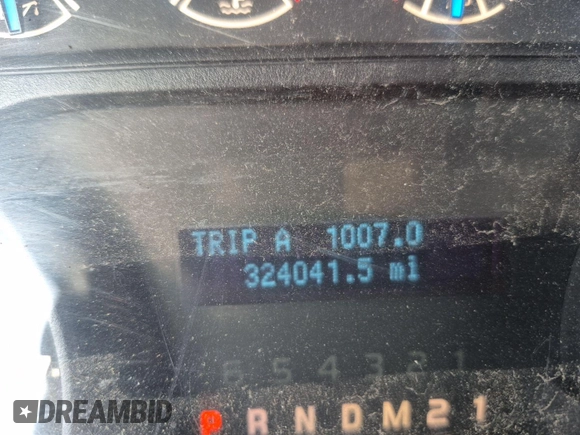 TRIP A 1007.0
324041.5 mi
6 5 4 3 2 1
P R N D M 2 1
DREAMBID